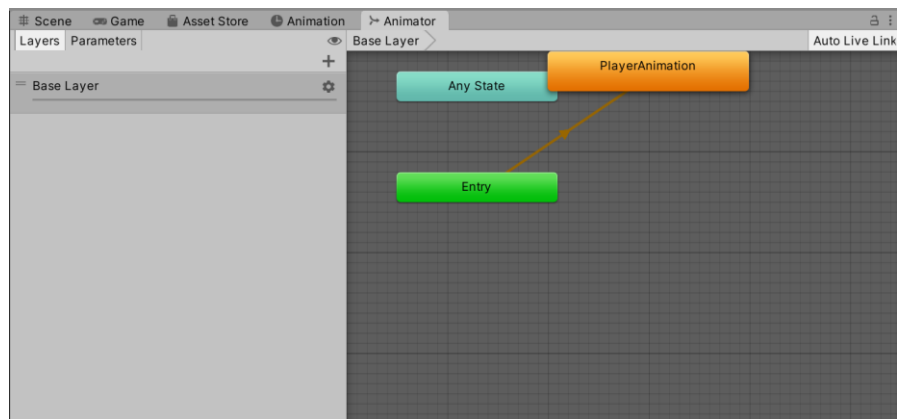 Scene Game Asset Store Animation Animator
Layers Parameters Base Layer Auto Live Link
Base Layer
PlayerAnimation
Any State
Entry